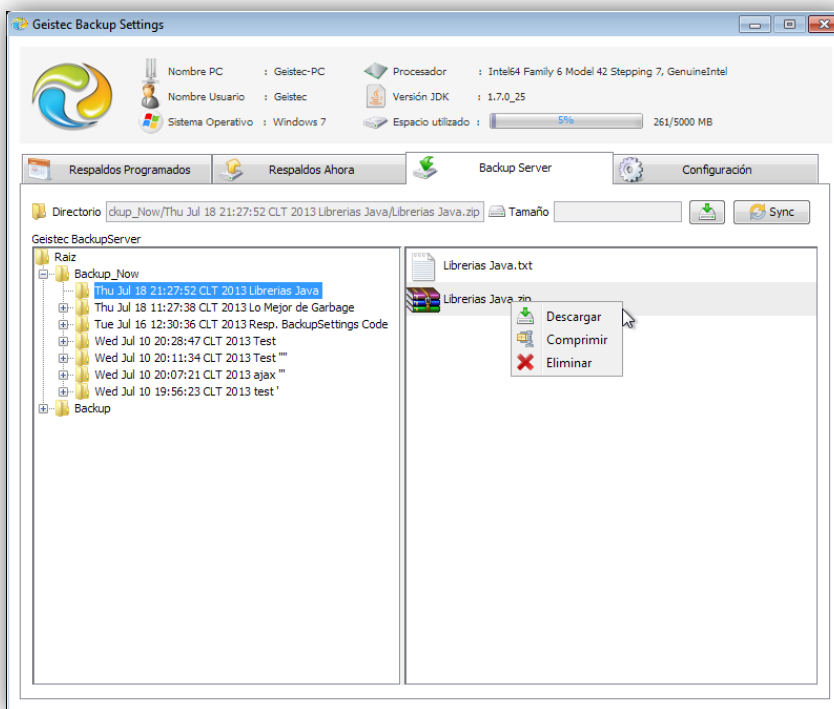 Geistec Backup Settings
Nombre PC : Geistec-PC Procesador : Intel64 Family 6 Model 42 Stepping 7, GenuineIntel
Nombre Usuario : Geistec Versión JDK : 1.7.0_25
Sistema Operativo : Windows 7 Espacio utilizado : 5% 261/5000 MB
Respaldos Programados Respaldos Ahora Backup Server Configuración
Directorio ckup_Now/Thu Jul 18 21:27:52 CLT 2013 Librerias Java/Librerias Java.zip Tamaño Sync
Geistec BackupServer
Raiz
Backup_Now
Thu Jul 18 21:27:52 CLT 2013 Librerias Java
Thu Jul 18 11:27:38 CLT 2013 Lo Mejor de Garbage
Tue Jul 16 12:30:36 CLT 2013 Resp. BackupSettings Code
Wed Jul 10 20:28:47 CLT 2013 Test
Wed Jul 10 20:11:34 CLT 2013 Test ""
Wed Jul 10 20:07:21 CLT 2013 ajax '"
Wed Jul 10 19:56:23 CLT 2013 test '
Backup
Librerias Java.txt
Librerias Java.zip
Descargar
Comprimir
Eliminar